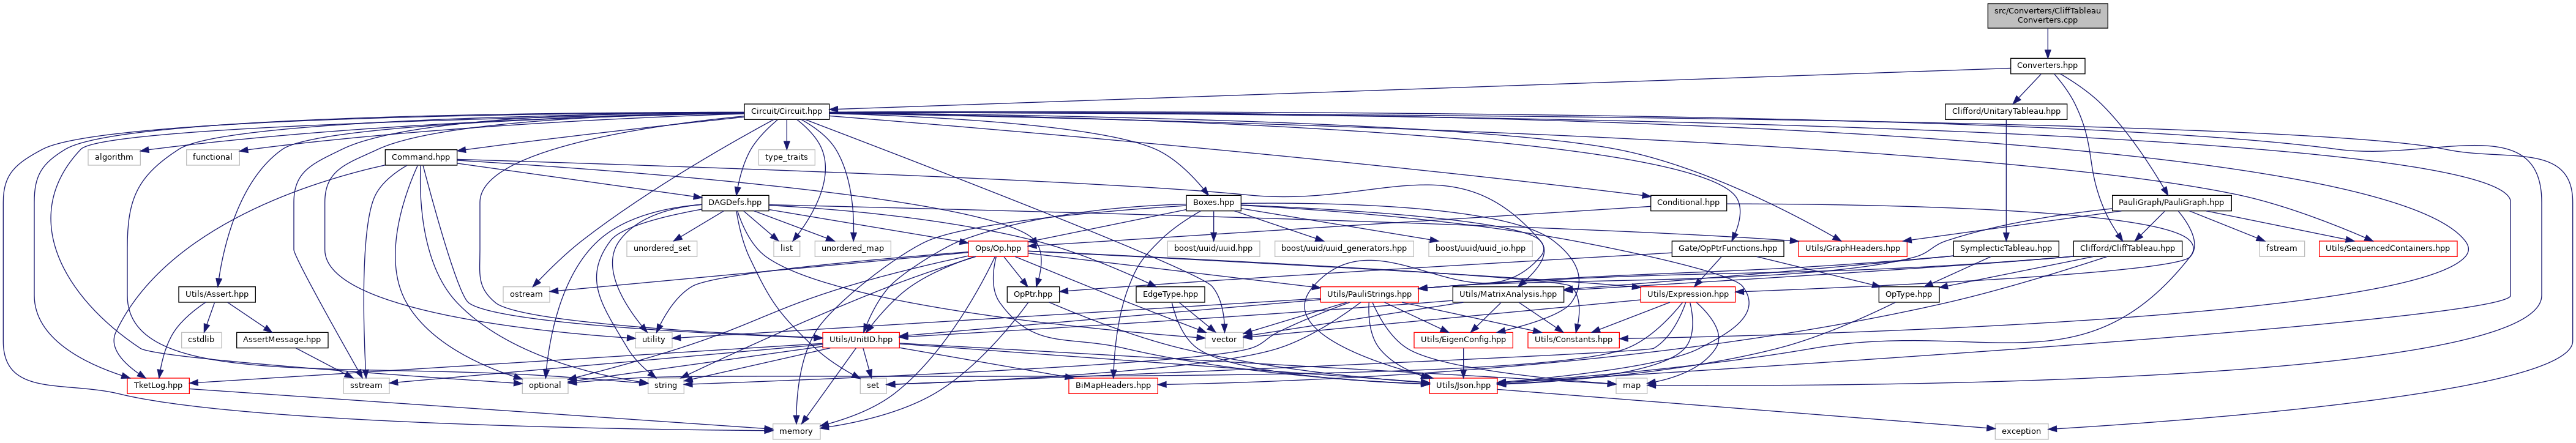 src/Converters/CliffTableau
Converters.cpp
Converters.hpp
Circuit/Circuit.hpp
Clifford/UnitaryTableau.hpp
algorithm
functional
Command.hpp
type_traits
DAGDefs.hpp
Boxes.hpp
Conditional.hpp
PauliGraph/PauliGraph.hpp
unordered_set
list
unordered_map
Ops/Op.hpp
boost/uuid/uuid.hpp
boost/uuid/uuid_generators.hpp
boost/uuid/uuid_io.hpp
Gate/OpPtrFunctions.hpp
Utils/GraphHeaders.hpp
SymplecticTableau.hpp
Clifford/CliffTableau.hpp
fstream
Utils/SequencedContainers.hpp
Utils/Assert.hpp
ostream
OpPtr.hpp
EdgeType.hpp
Utils/PauliStrings.hpp
Utils/MatrixAnalysis.hpp
Utils/Expression.hpp
OpType.hpp
cstdlib
AssertMessage.hpp
utility
Utils/UnitID.hpp
vector
Utils/EigenConfig.hpp
Utils/Constants.hpp
TketLog.hpp
sstream
optional
string
set
BiMapHeaders.hpp
Utils/Json.hpp
map
memory
exception